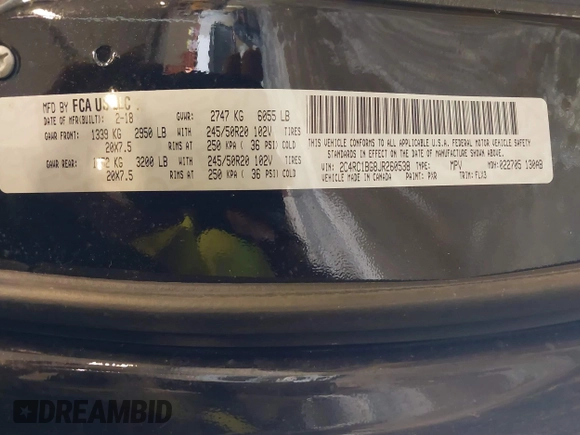 MFD BY FCA US LLC .
DATE OF MFR(BUILT): 2-18 GVWR: 2747 KG 6055 LB
GAWR FRONT: 1339 KG 2950 LB WITH 245/50R20 102V TIRES
20X7.5 RIMS AT 250 KPA ( 36 PSI) COLD
GAWR REAR: KG 3200 LB WITH 245/50R20 102V TIRES
20X7.5 RIMS AT 250 KPA ( 36 PSI) COLD
THIS VEHICLE CONFORMS TO ALL APPLICABLE U.S.A. FEDERAL MOTOR VEHICLE SAFETY
STANDARDS IN EFFECT ON THE DATE OF MANUFACTURE SHOWN ABOVE.
VIN: 2C4RC1BG8JR260538 TYPE: MPV MDH: 022705 130AB
VEHICLE MADE IN CANADA PAINT: PXR TRIM: FLX3
DREAMBID